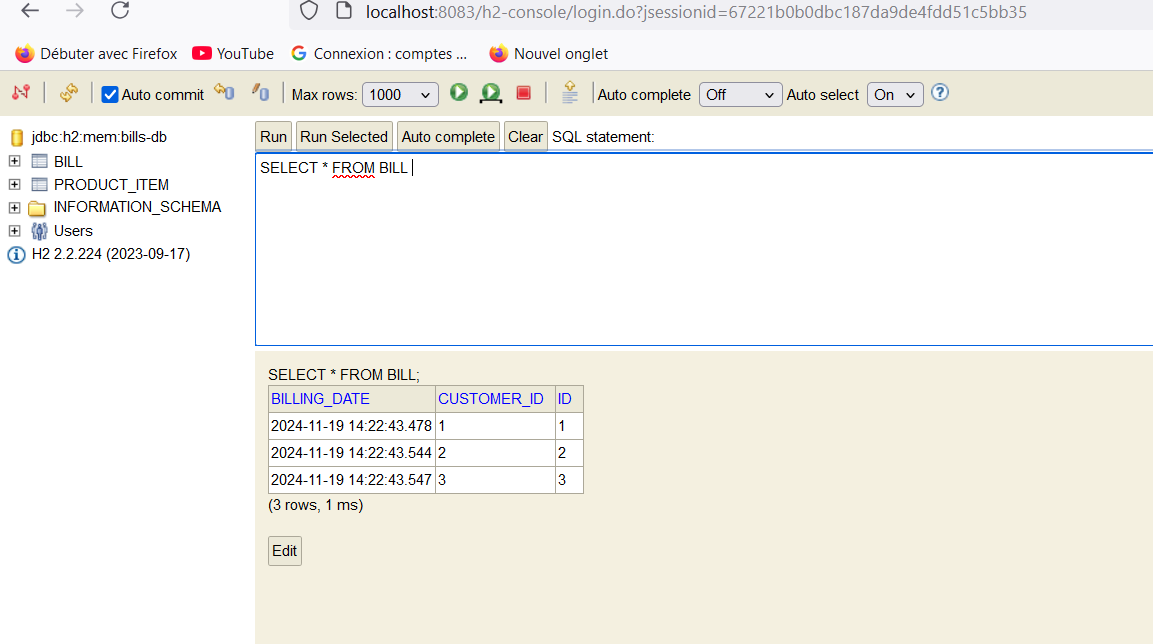 localhost:8083/h2-console/login.do?jsessionid=67221b0b0dbc187da9de4fdd51c5bb35
Débuter avec Firefox YouTube Connexion : comptes ... Nouvel onglet
Auto commit Max rows: 1000 Auto complete Off Auto select On
jdbc:h2:mem:bills-db
BILL
PRODUCT_ITEM
INFORMATION_SCHEMA
Users
H2 2.2.224 (2023-09-17)
Run Run Selected Auto complete Clear SQL statement:
SELECT * FROM BILL
SELECT * FROM BILL;
BILLING_DATE CUSTOMER_ID ID
2024-11-19 14:22:43.478 1 1
2024-11-19 14:22:43.544 2 2
2024-11-19 14:22:43.547 3 3
(3 rows, 1 ms)
Edit